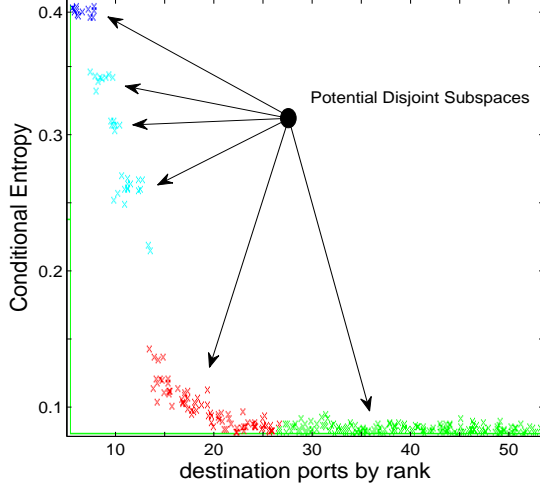 0.4
Potential Disjoint Subspaces
0.3
Conditional Entropy
0.2
0.1
10 20 30 40 50
destination ports by rank